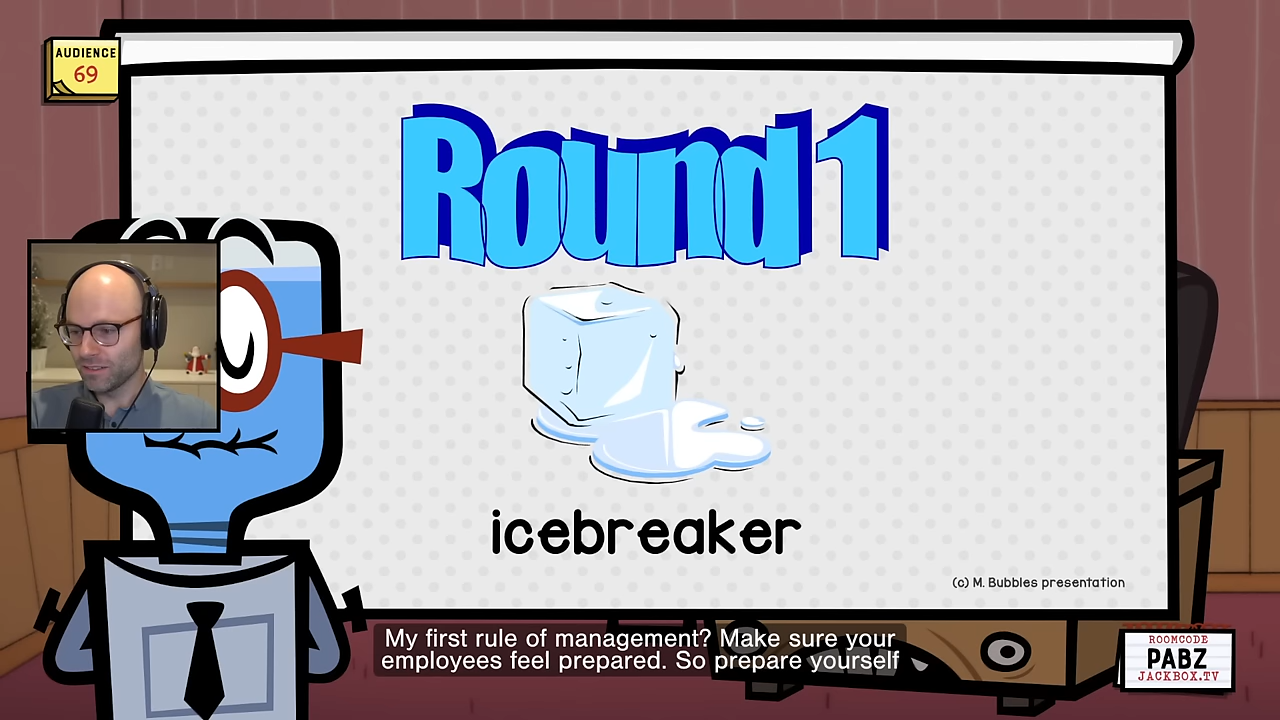 AUDIENCE
69
Round 1
icebreaker
(c) M. Bubbles presentation
My first rule of management? Make sure your
employees feel prepared. So prepare yourself
ROOMCODE
PABZ
JACKBOX.TV